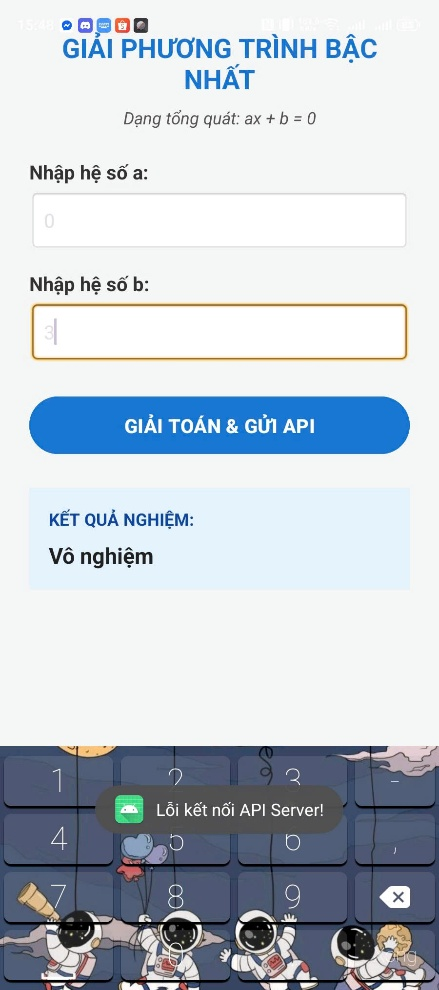 15:46
GIẢI PHƯƠNG TRÌNH BẬC
NHẤT
Dạng tổng quát: ax + b = 0
Nhập hệ số a:
0
Nhập hệ số b:
3
GIẢI TOÁN & GỬI API
KẾT QUẢ NGHIỆM:
Vô nghiệm
1 2 3 -
Lỗi kết nối API Server!
4 5 6 ,
7 8 9
0